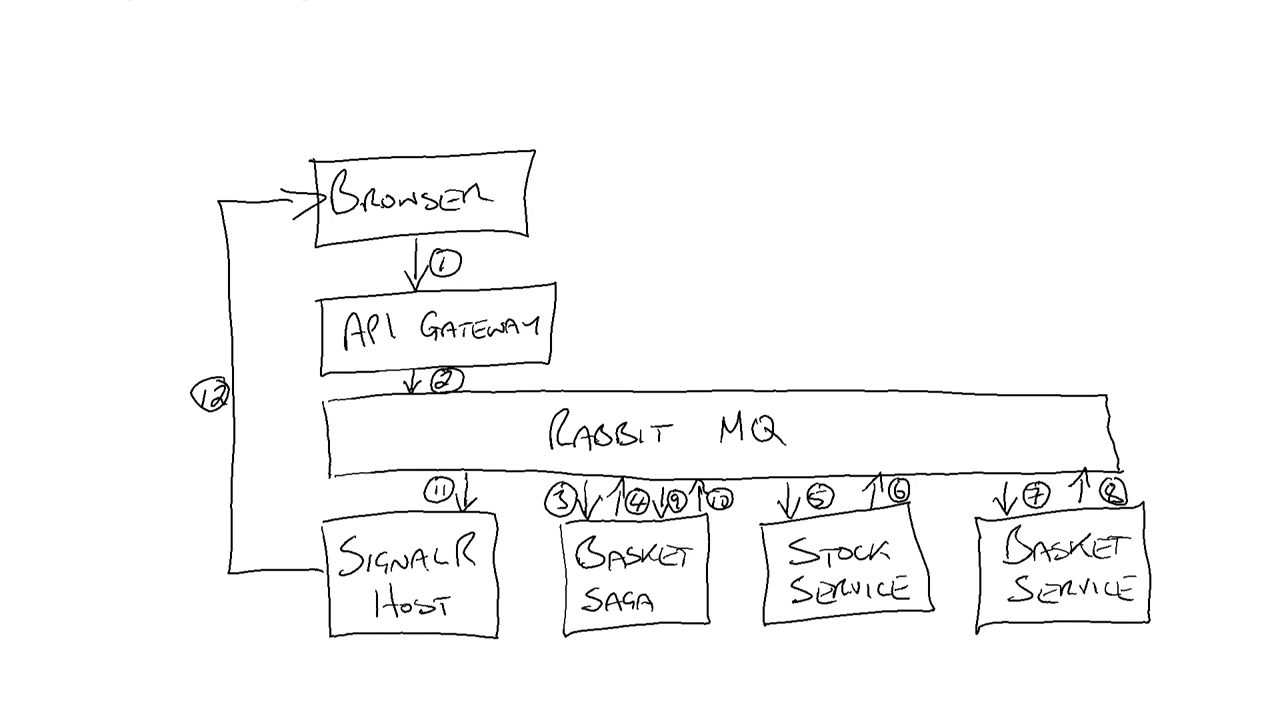 BROWSER
1
API GATEWAY
12
2
RABBIT MQ
11
3
4
9
10
5
6
7
8
SIGNALR
HOST
BASKET
SAGA
STOCK
SERVICE
BASKET
SERVICE